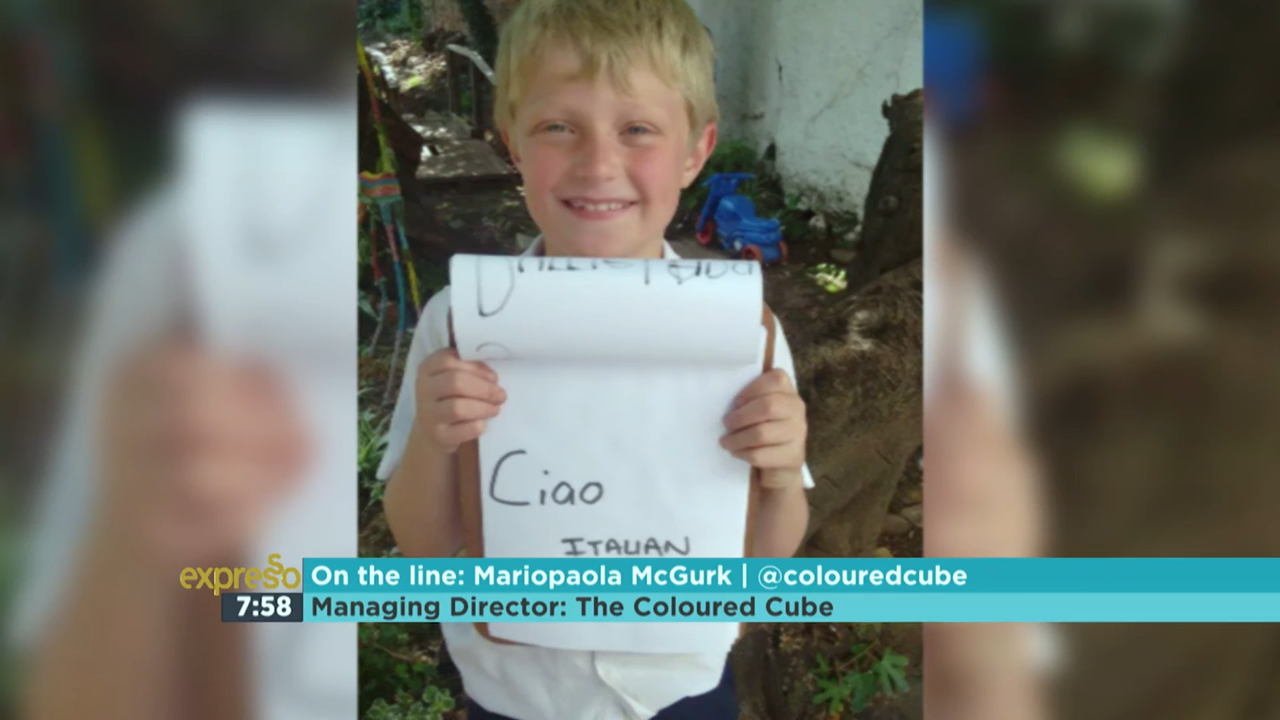 Ciao
ITALIAN
expresso
On the line: Mariopaola McGurk | @colouredcube
7:58
Managing Director: The Coloured Cube